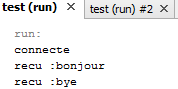 test (run) test (run) #2
run:
connecte
recu :bonjour
recu :bye